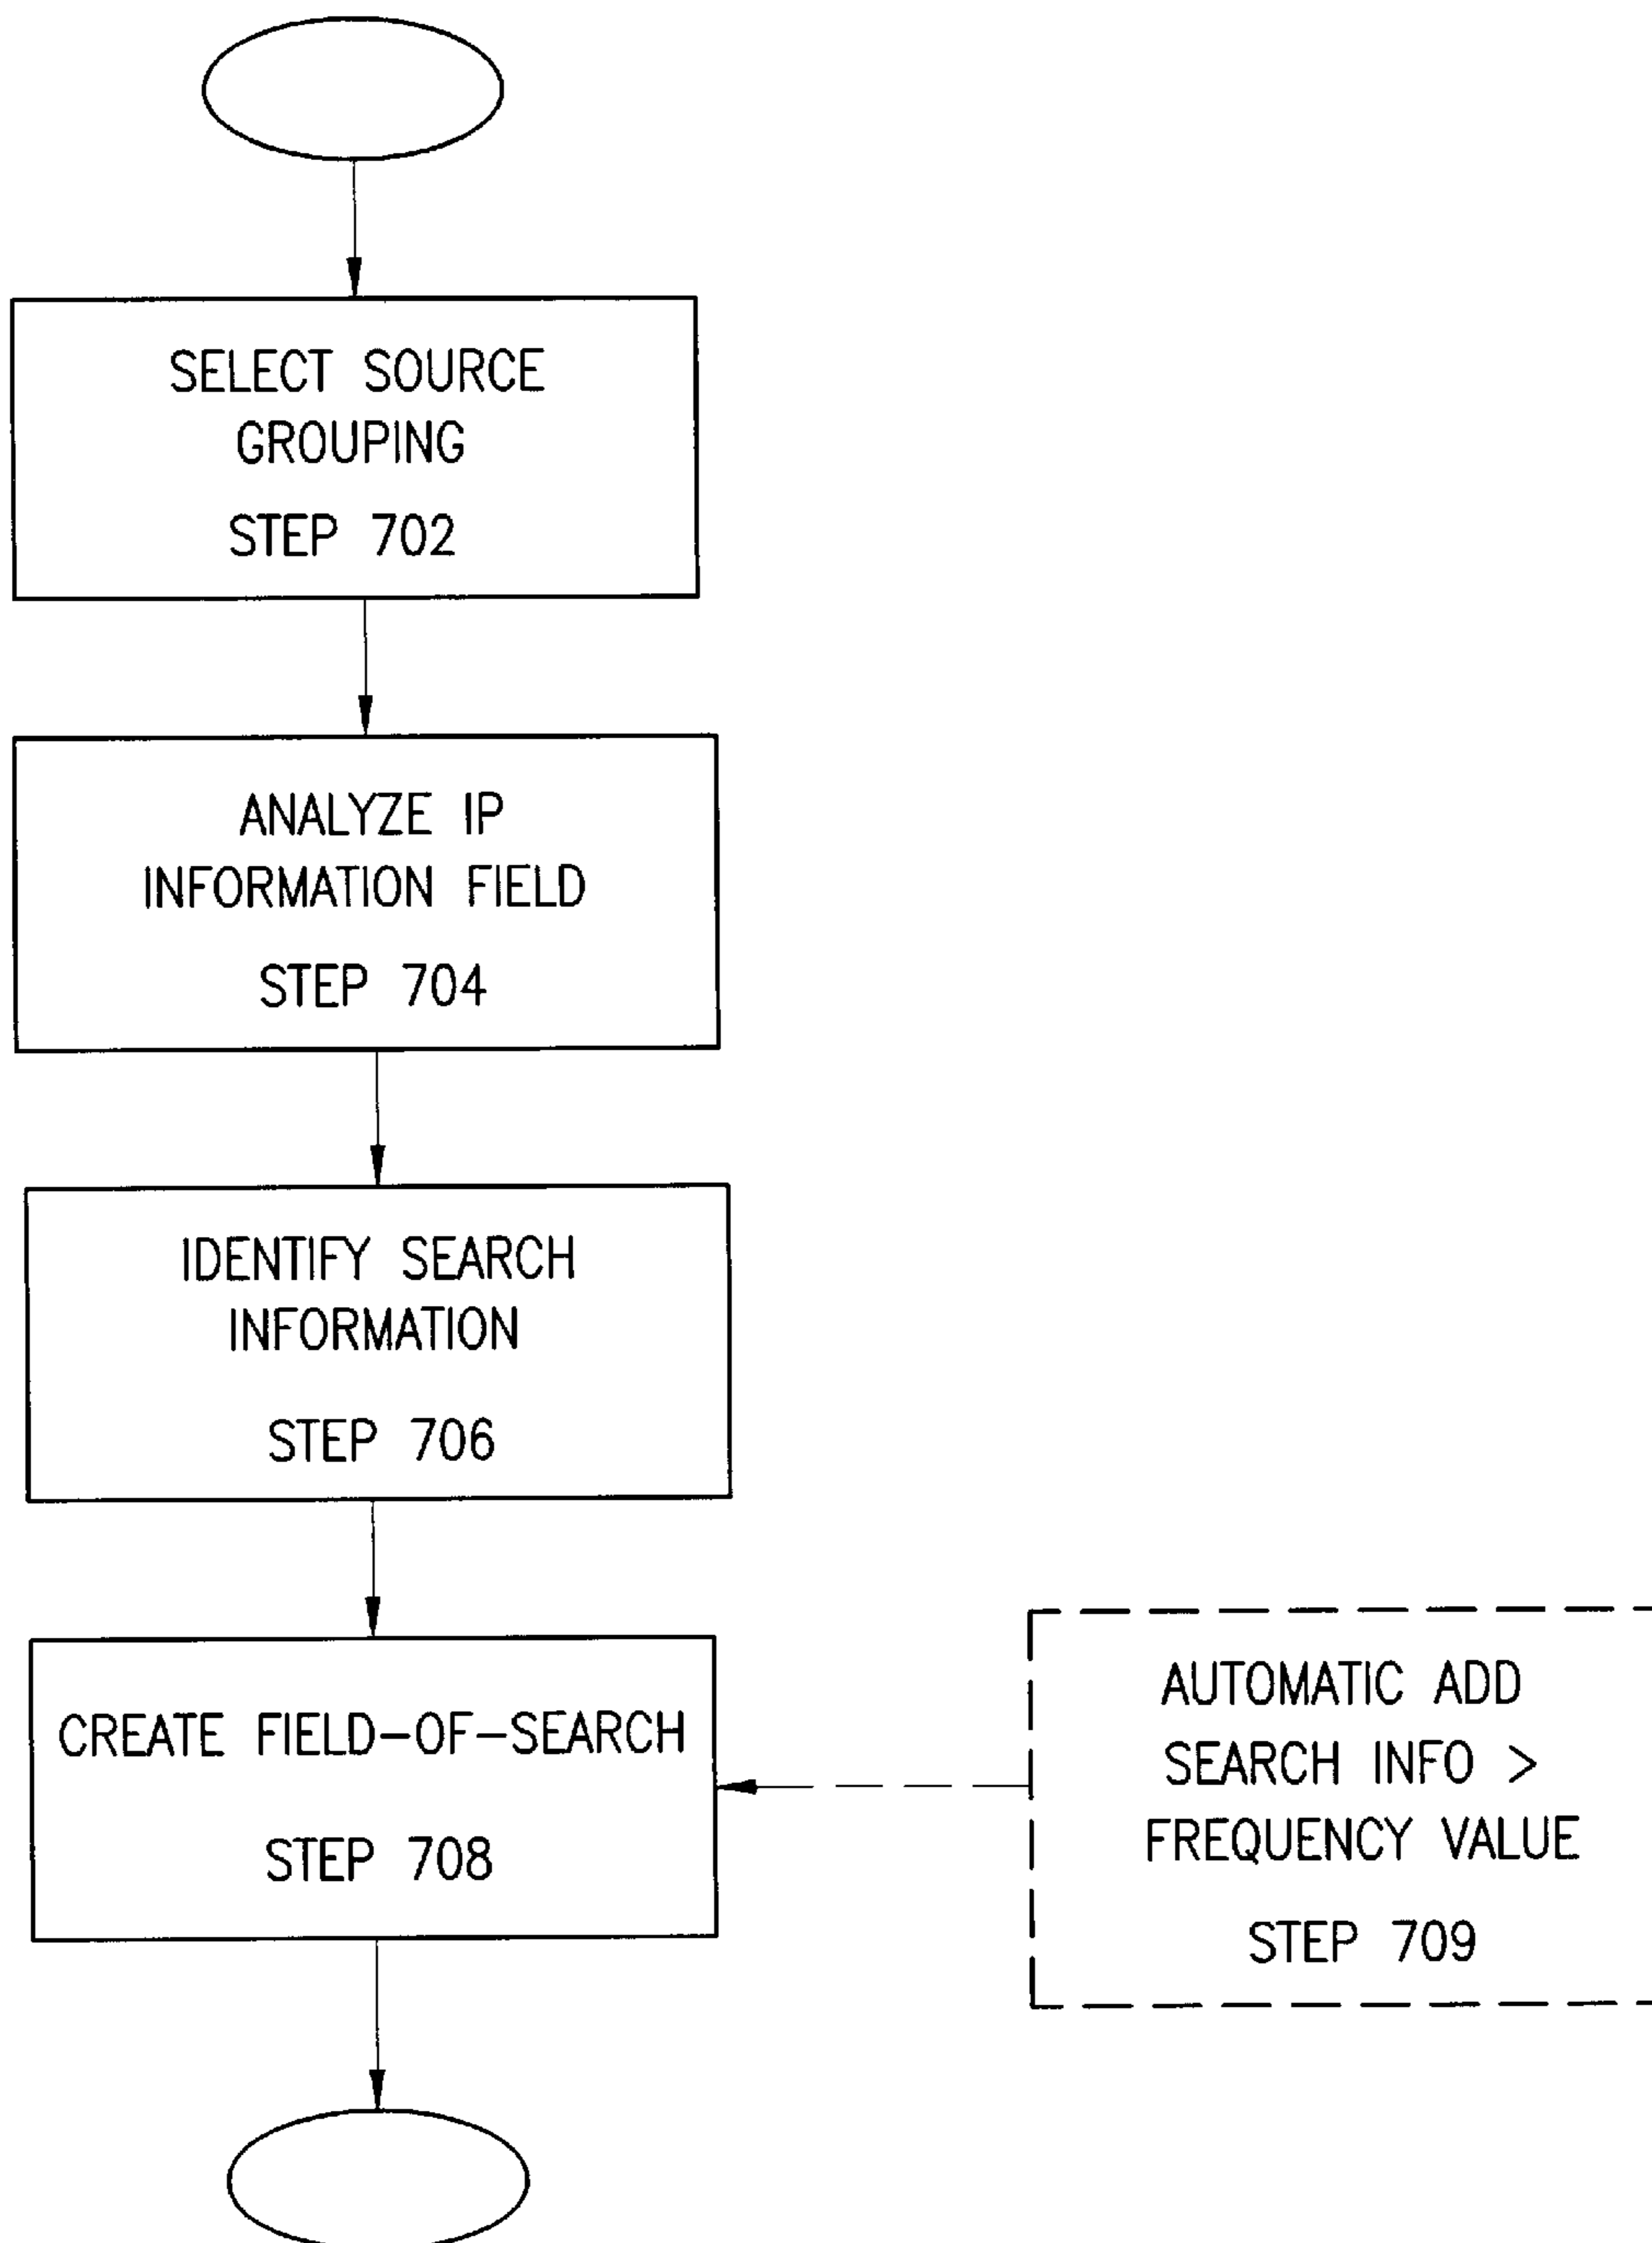 SELECT SOURCE
GROUPING
STEP 702
ANALYZE IP
INFORMATION FIELD
STEP 704
IDENTIFY SEARCH
INFORMATION
STEP 706
CREATE FIELD-OF-SEARCH
STEP 708
AUTOMATIC ADD
SEARCH INFO >
FREQUENCY VALUE
STEP 709